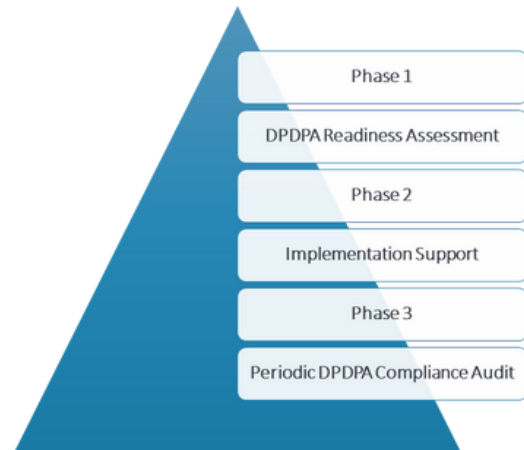 Phase 1
DPDPA Readiness Assessment
Phase 2
Implementation Support
Phase 3
Periodic DPDPA Compliance Audit